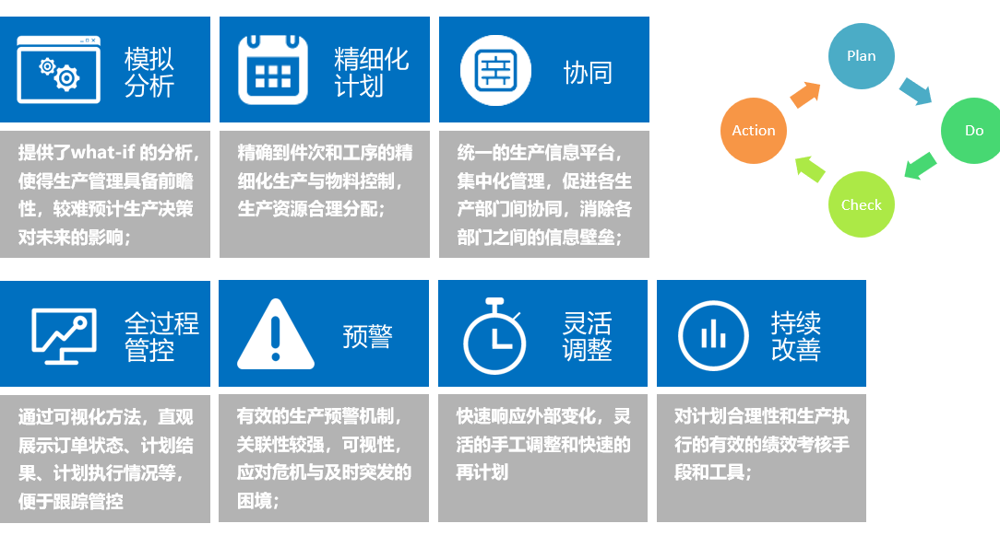 模拟
分析
提供了what-if 的分析，
使得生产管理具备前瞻
性，较难预计生产决策
对未来的影响；
精细化
计划
精确到件次和工序的精
细化生产与物料控制，
生产资源合理分配；
协同
统一的生产信息平台，
集中化管理，促进各生
产部门间协同，消除各
部门之间的信息壁垒；
Plan
Do
Check
Action
全过程
管控
通过可视化方法，直观
展示订单状态、计划结
果、计划执行情况等，
便于跟踪管控
预警
有效的生产预警机制，
关联性较强，可视性，
应对危机与及时突发的
困境；
灵活
调整
快速响应外部变化，灵
活的手工调整和快速的
再计划
持续
改善
对计划合理性和生产执
行的有效的绩效考核手
段和工具；